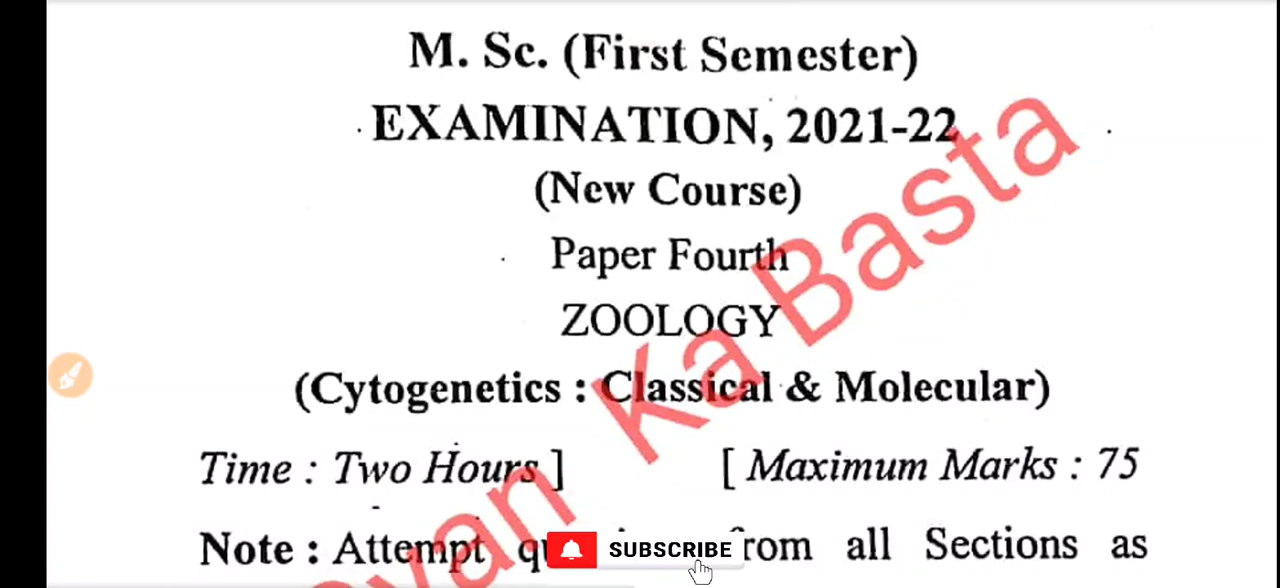 M. Sc. (First Semester)
EXAMINATION, 2021-22
(New Course)
Paper Fourth
ZOOLOGY
(Cytogenetics : Classical & Molecular)
Time : Two Hours ] [ Maximum Marks : 75
Note : Attempt from all Sections as
SUBSCRIBE
Ka Basta